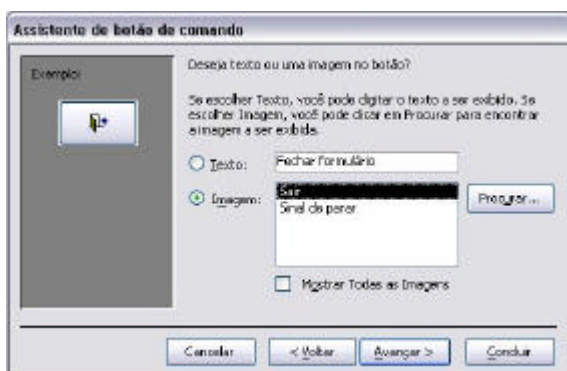 Assistente de botão de comando
Exemplo:
Deseja texto ou uma imagem no botão?
Se escolher Texto, você pode digitar o texto a ser exibido. Se
escolher Imagem, você pode clicar em Procurar para encontrar
a imagem a ser exibida.
Texto:
Fechar formulário
Imagem:
Sair
Sinal de parar
Procurar...
Mostrar Todas as Imagens
Cancelar
< Voltar
Avançar >
Concluir